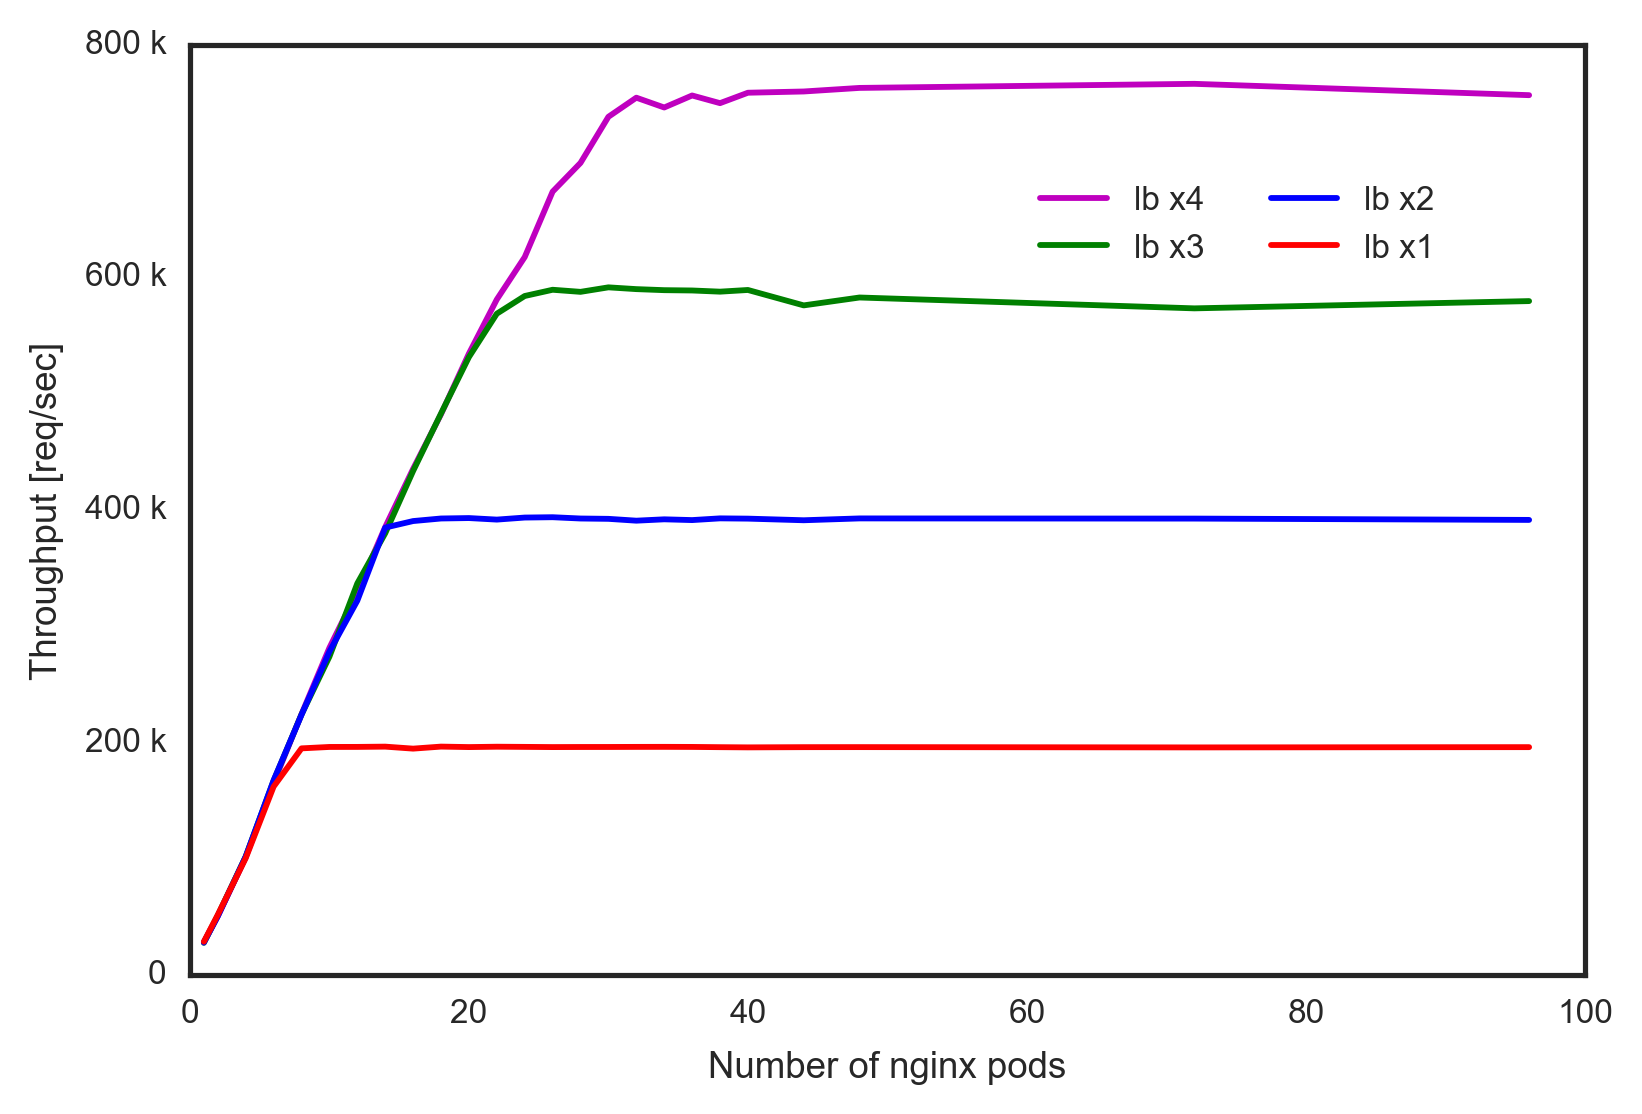 800 k
600 k
400 k
200 k
0
Throughput [req/sec]
lb x4
lb x2
lb x3
lb x1
0 20 40 60 80 100
Number of nginx pods